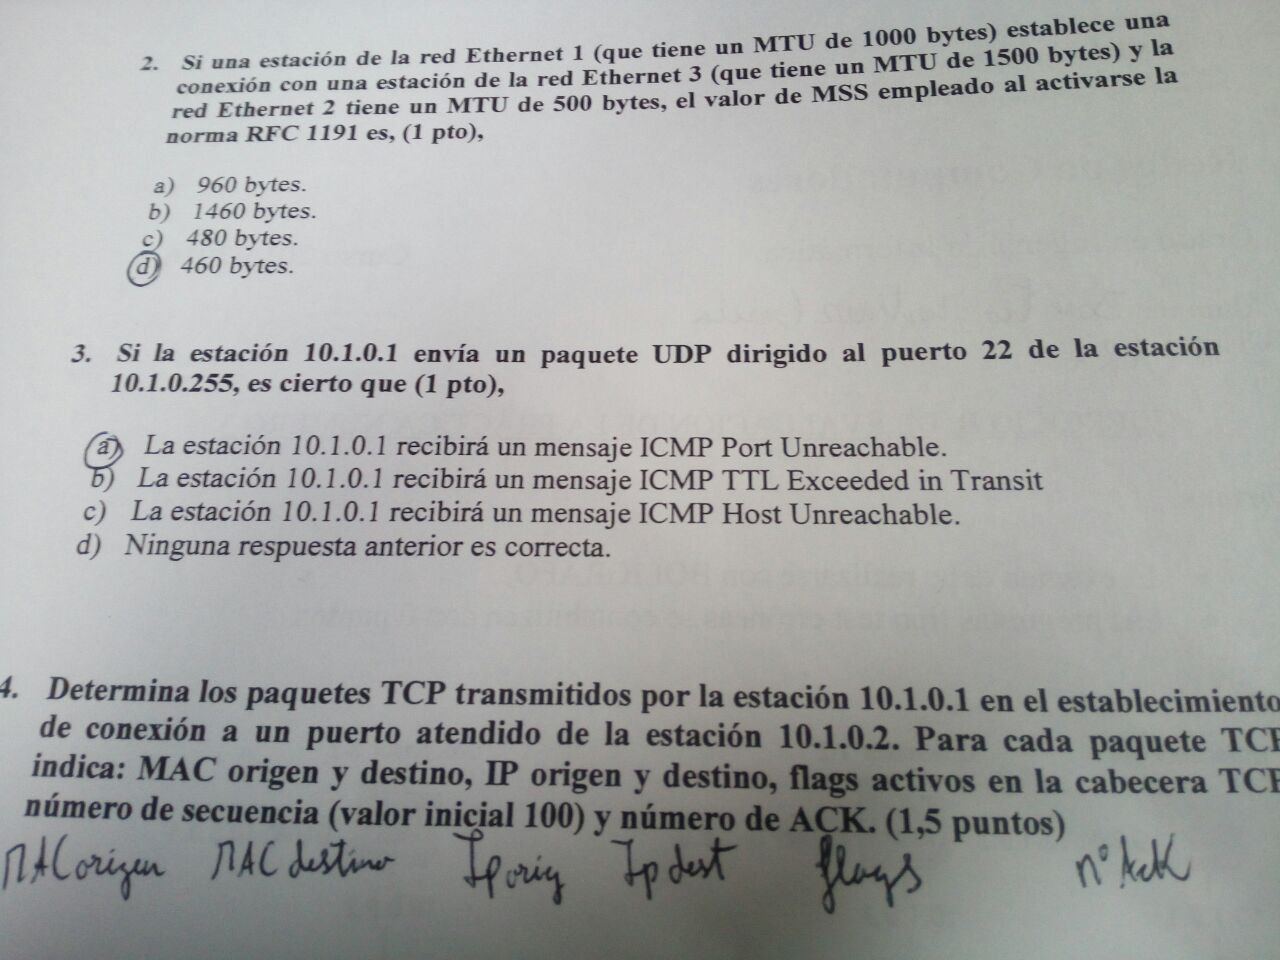 2. Si una estación de la red Ethernet 1 (que tiene un MTU de 1000 bytes) establece una
conexión con una estación de la red Ethernet 3 (que tiene un MTU de 1500 bytes) y la
red Ethernet 2 tiene un MTU de 500 bytes, el valor de MSS empleado al activarse la
norma RFC 1191 es, (1 pto),
a) 960 bytes.
b) 1460 bytes.
c) 480 bytes.
d) 460 bytes.
3. Si la estación 10.1.0.1 envía un paquete UDP dirigido al puerto 22 de la estación
10.1.0.255, es cierto que (1 pto),
a) La estación 10.1.0.1 recibirá un mensaje ICMP Port Unreachable.
b) La estación 10.1.0.1 recibirá un mensaje ICMP TTL Exceeded in Transit
c) La estación 10.1.0.1 recibirá un mensaje ICMP Host Unreachable.
d) Ninguna respuesta anterior es correcta.
4. Determina los paquetes TCP transmitidos por la estación 10.1.0.1 en el establecimiento
de conexión a un puerto atendido de la estación 10.1.0.2. Para cada paquete TCP
indica: MAC origen y destino, IP origen y destino, flags activos en la cabecera TCP
número de secuencia (valor inicial 100) y número de ACK. (1,5 puntos)
MAC origen MAC destino Ip orig Ip dest flags nº Ack